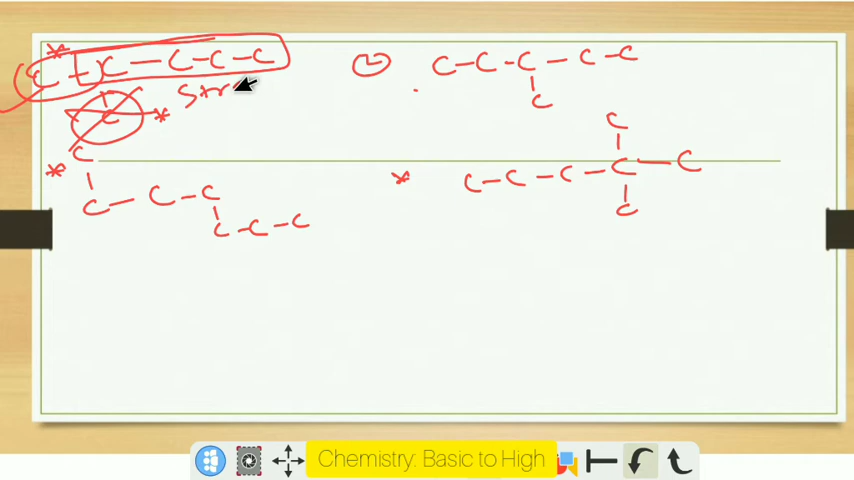 * C + C - C - C - C
C
* Str
C - C - C - C - C
C
* C
C - C - C
C - C - C
C
* C - C - C - C - C
C
Chemistry: Basic to High